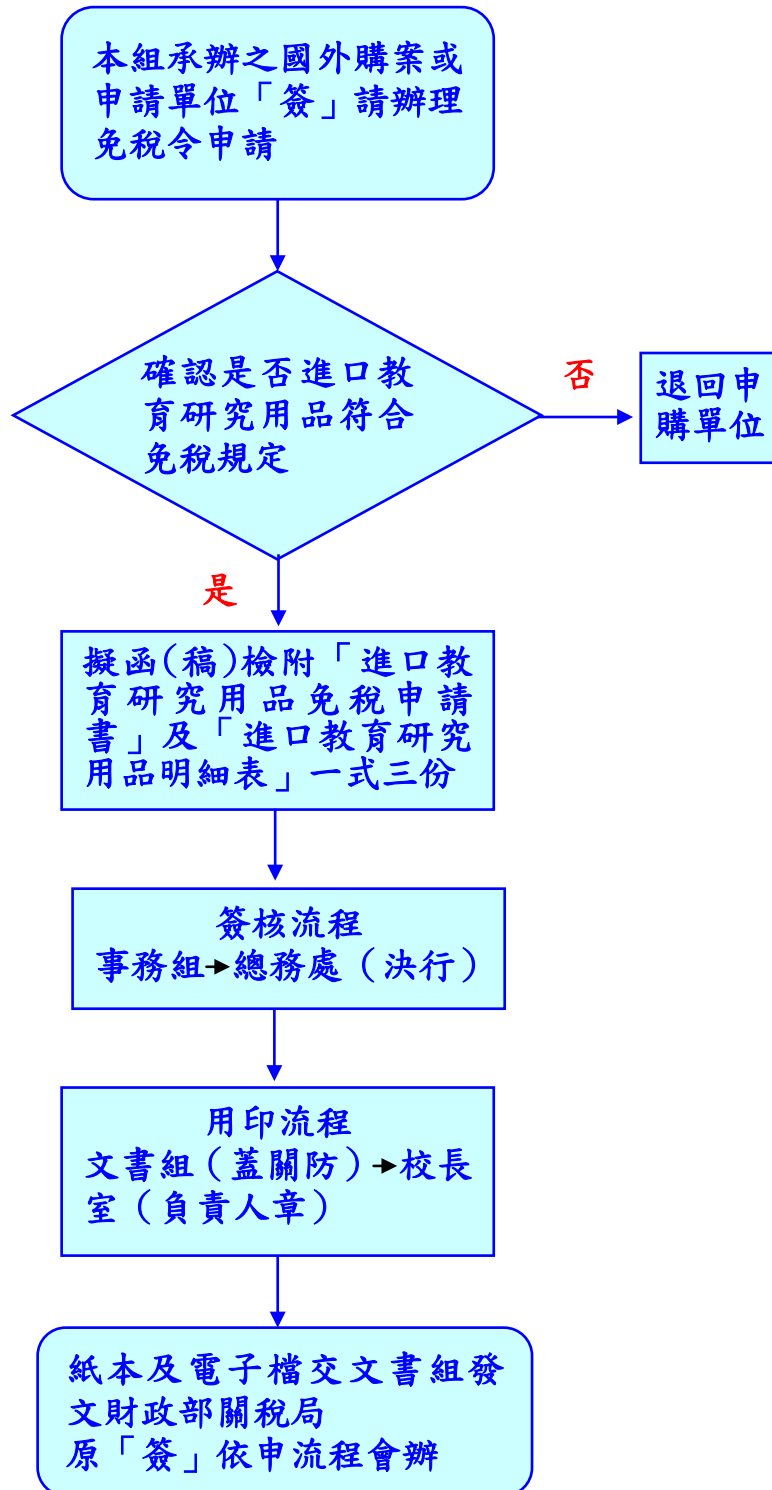 本組承辦之國外購案或
申請單位「簽」請辦理
免稅令申請
確認是否進口教
育研究用品符合
免稅規定
否
退回申
購單位
是
擬函(稿)檢附「進口教
育研究用品免稅申請
書」及「進口教育研究
用品明細表」一式三份
簽核流程
事務組→總務處（決行）
用印流程
文書組（蓋關防）→校長
室（負責人章）
紙本及電子檔交文書組發
文財政部關稅局
原「簽」依申流程會辦